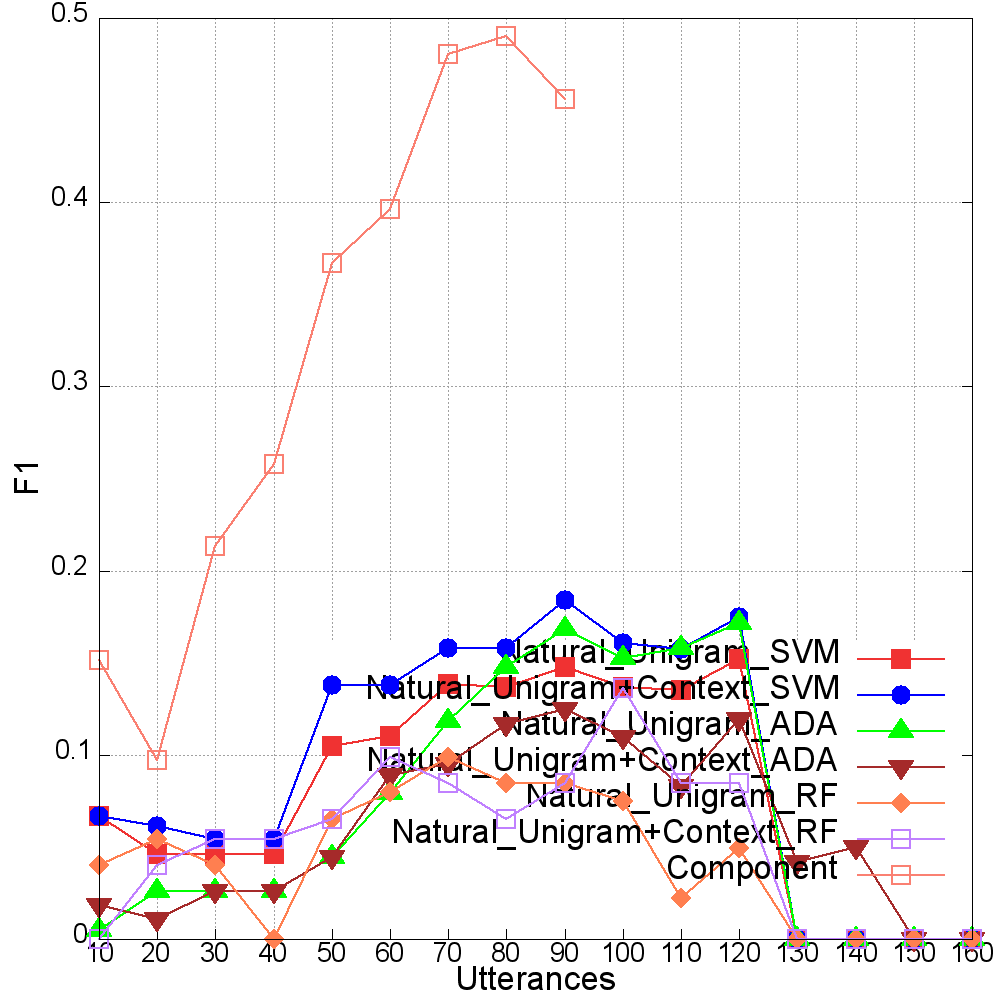 0.5
0.4
0.3
0.2
0.1
0
F1
Natural_Unigram_SVM
Natural_Unigram+Context_SVM
Natural_Unigram_ADA
Natural_Unigram+Context_ADA
Natural_Unigram_RF
Natural_Unigram+Context_RF
Component
10 20 30 40 50 60 70 80 90 100 110 120 130 140 150 160
Utterances